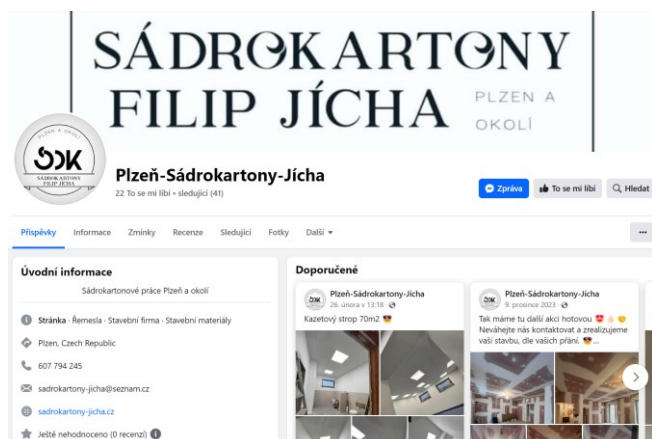 SÁDROKARTONY
FILIP JÍCHA
PLZEN A
OKOLÍ
PLZEN A OKOLÍ
SDK
SÁDROKARTONY
FILIP JÍCHA
Plzeň-Sádrokartony-Jícha
22 To se mi líbí • sledující (41)
Zpráva
To se mi líbí
Hledat
Příspěvky Informace Zmínky Recenze Sledující Fotky Další
Úvodní informace
Sádrokartonové práce Plzeň a okolí
Stránka · Řemesla · Stavební firma · Stavební materiály
Plzen, Czech Republic
607 794 245
sadrokartony-jicha@seznam.cz
sadrokartony-jicha.cz
Ještě nehodnoceno (0 recenzí)
Doporučené
Plzeň-Sádrokartony-Jícha
26. února v 13:18
Kazetový strop 70m2
Plzeň-Sádrokartony-Jícha
9. prosince 2023
Tak máme tu další akci hotovou
Neváhejte nás kontaktovat a zrealizujeme
vaší stavbu, dle vašich přání. ...